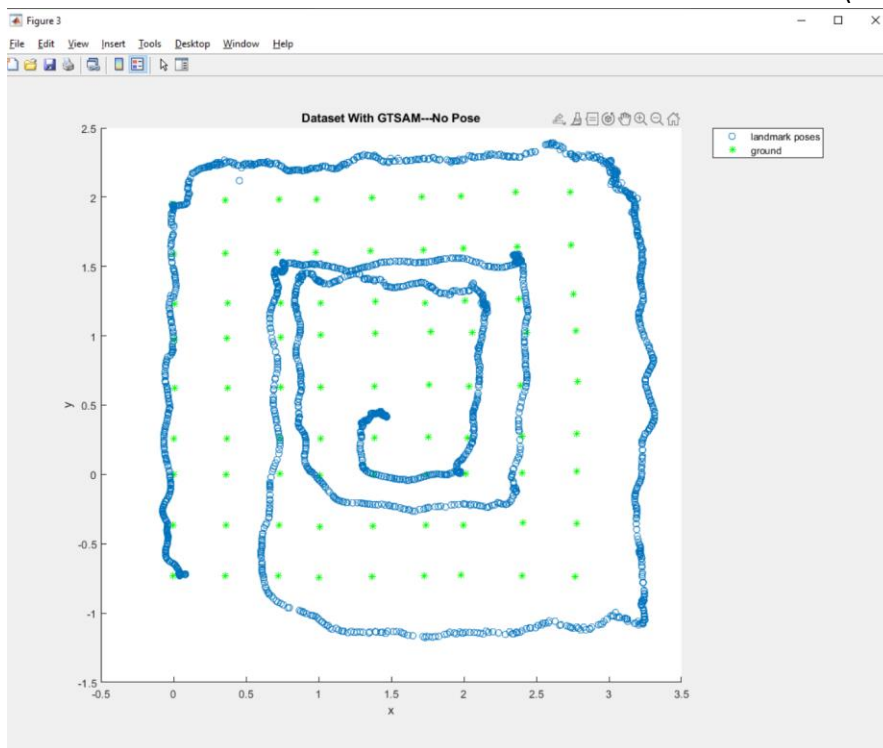 Figure 3
File Edit View Insert Tools Desktop Window Help
Dataset With GTSAM---No Pose
landmark poses
ground
2.5
2
1.5
1
0.5
0
-0.5
-1
-1.5
y
-0.5 0 0.5 1 1.5 2 2.5 3 3.5
x